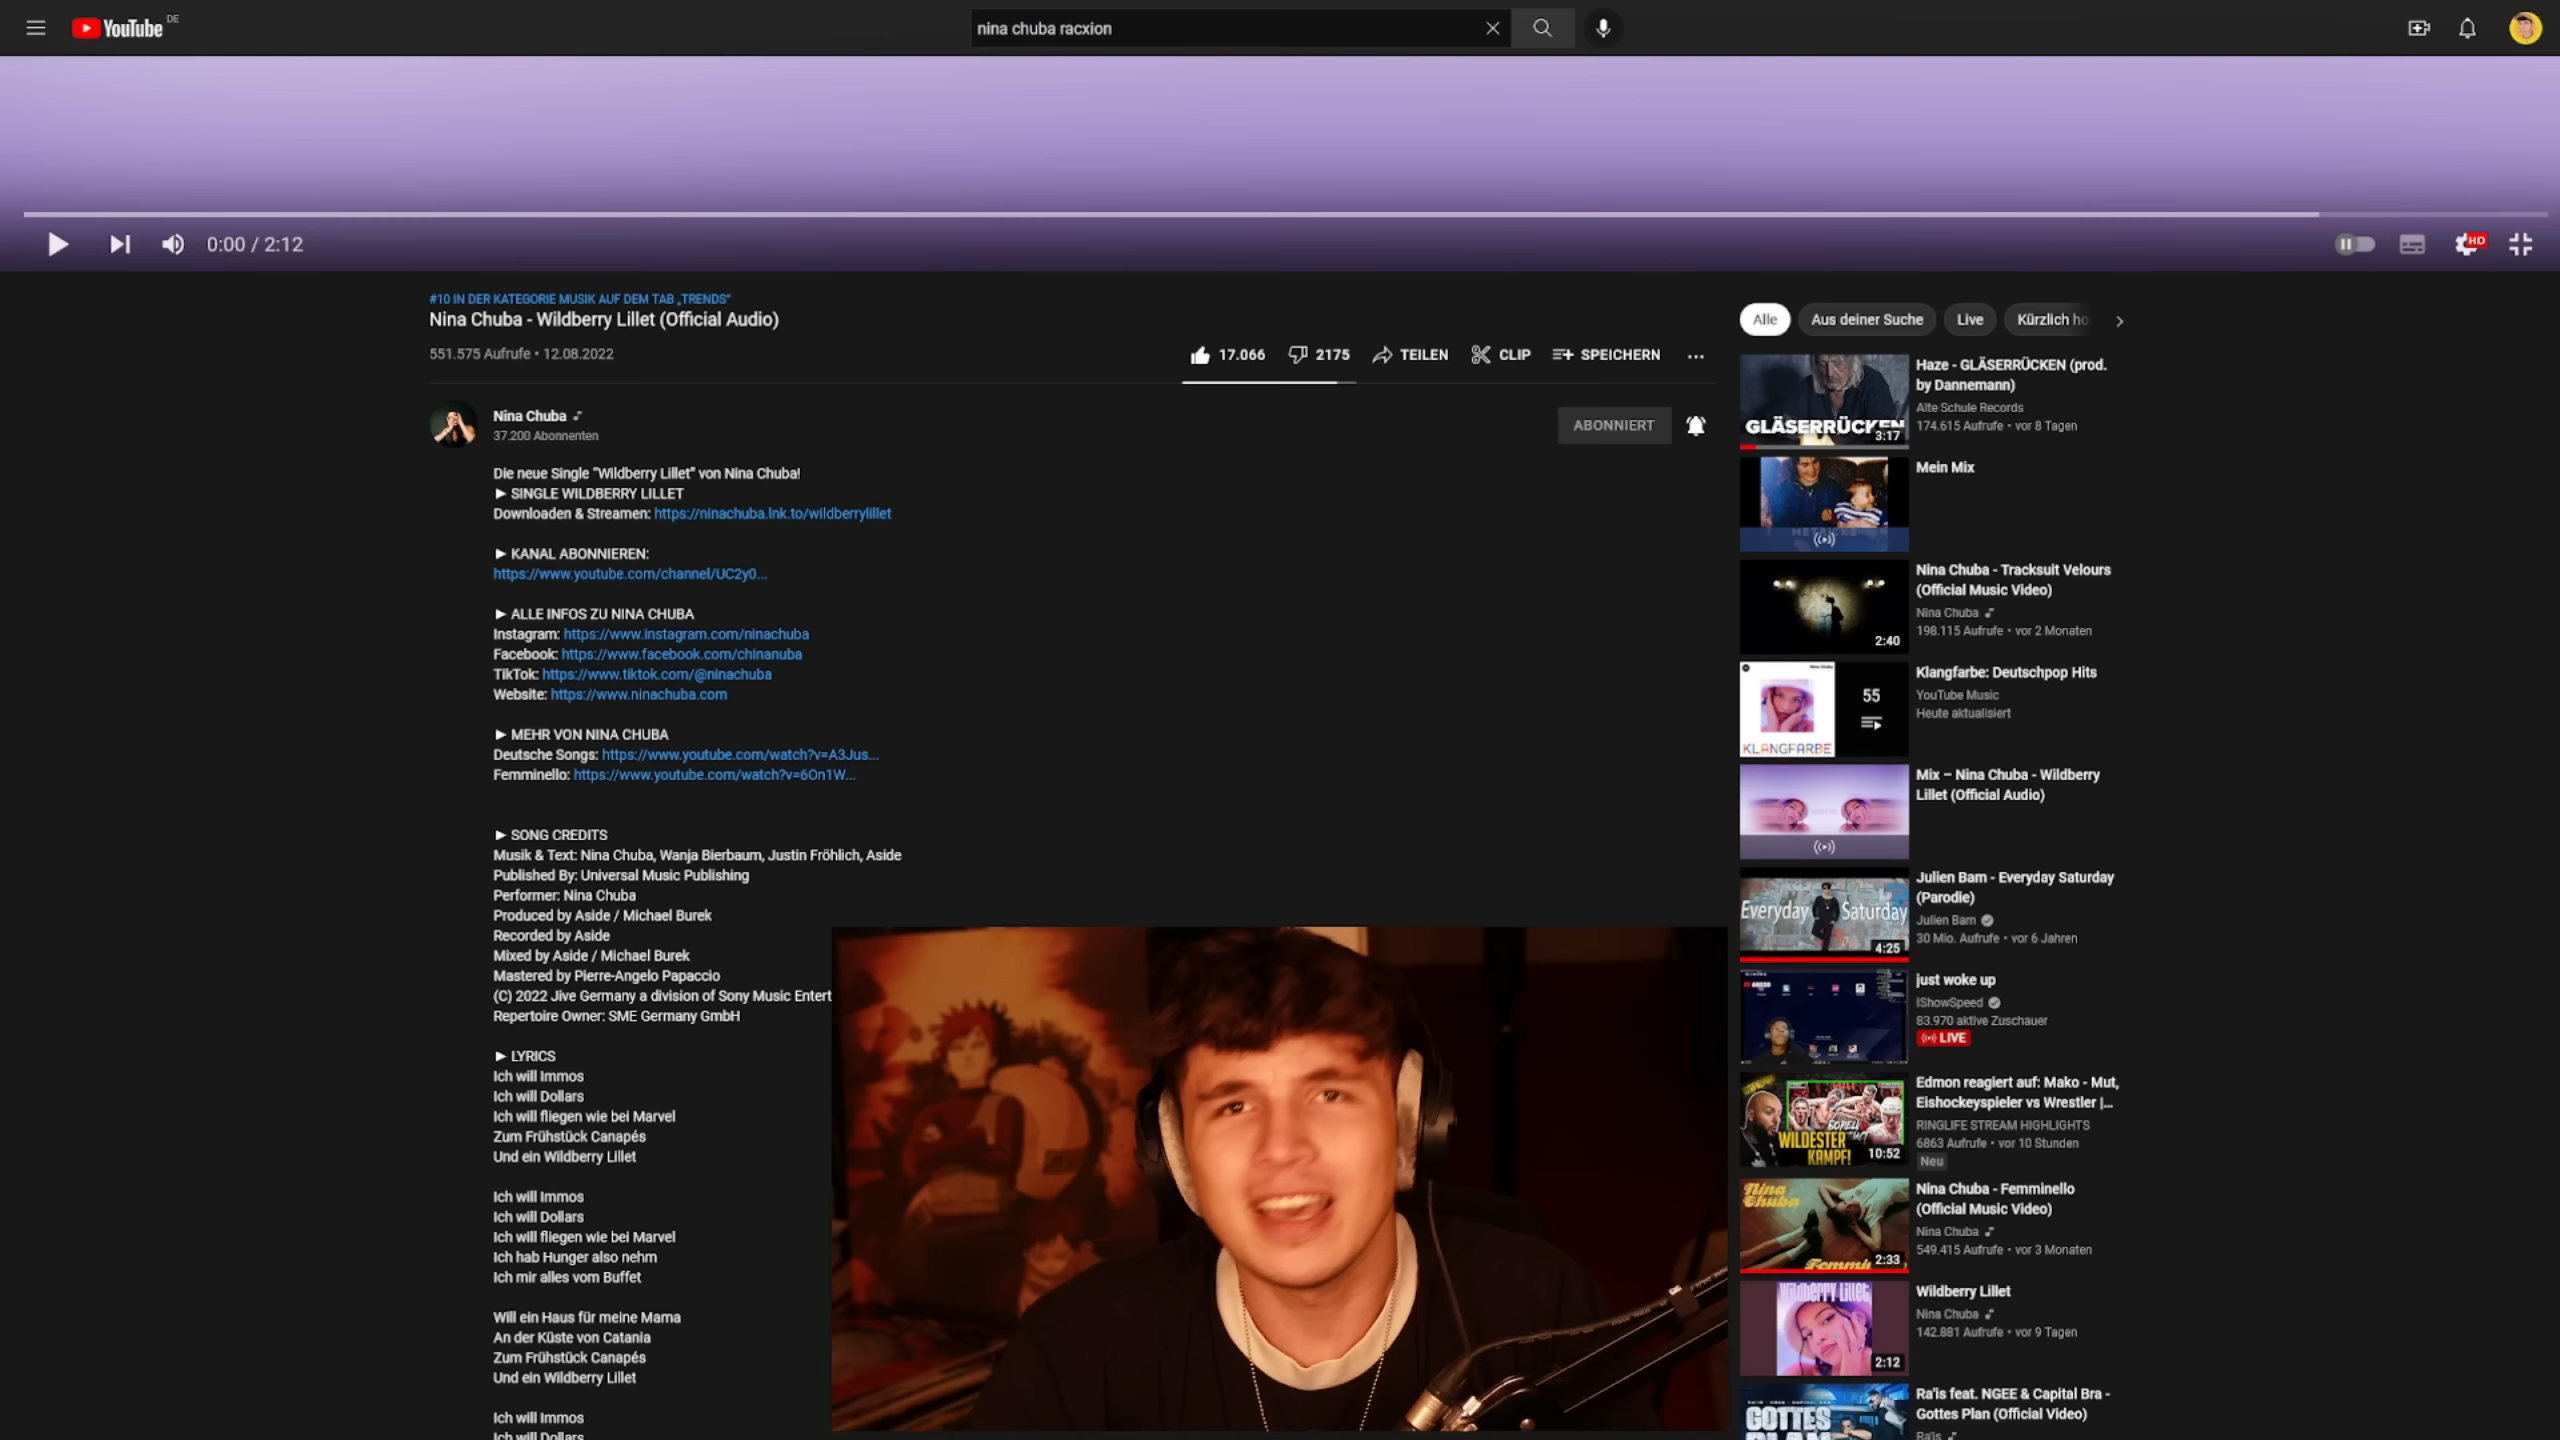 YouTube DE
nina chuba racxion
0:00 / 2:12
HD
#10 IN DER KATEGORIE MUSIK AUF DEM TAB „TRENDS“
Nina Chuba - Wildberry Lillet (Official Audio)
551.575 Aufrufe • 12.08.2022
17.066
2175
TEILEN
CLIP
SPEICHERN
Nina Chuba
37.200 Abonnenten
ABONNIERT
Die neue Single “Wildberry Lillet” von Nina Chuba!
► SINGLE WILDBERRY LILLET
Downloaden & Streamen: https://ninachuba.lnk.to/wildberrylillet
► KANAL ABONNIEREN:
https://www.youtube.com/channel/UC2y0...
► ALLE INFOS ZU NINA CHUBA
Instagram: https://www.instagram.com/ninachuba
Facebook: https://www.facebook.com/chinanuba
TikTok: https://www.tiktok.com/@ninachuba
Website: https://www.ninachuba.com
► MEHR VON NINA CHUBA
Deutsche Songs: https://www.youtube.com/watch?v=A3Jus...
Femminello: https://www.youtube.com/watch?v=6On1W...
► SONG CREDITS
Musik & Text: Nina Chuba, Wanja Bierbaum, Justin Fröhlich, Aside
Published By: Universal Music Publishing
Performer: Nina Chuba
Produced by Aside / Michael Burek
Recorded by Aside
Mixed by Aside / Michael Burek
Mastered by Pierre-Angelo Papaccio
(C) 2022 Jive Germany a division of Sony Music Entert
Repertoire Owner: SME Germany GmbH
► LYRICS
Ich will Immos
Ich will Dollars
Ich will fliegen wie bei Marvel
Zum Frühstück Canapés
Und ein Wildberry Lillet
Ich will Immos
Ich will Dollars
Ich will fliegen wie bei Marvel
Ich hab Hunger also nehm
Ich mir alles vom Buffet
Will ein Haus für meine Mama
An der Küste von Catania
Zum Frühstück Canapés
Und ein Wildberry Lillet
Ich will Immos
Ich will Dollars
Alle
Aus deiner Suche
Live
Kürzlich ho
GLÄSERRÜCKEN
3:17
Haze - GLÄSERRÜCKEN (prod.
by Dannemann)
Alte Schule Records
174.615 Aufrufe • vor 8 Tagen
Mein Mix
2:40
Nina Chuba - Tracksuit Velours
(Official Music Video)
Nina Chuba
198.115 Aufrufe • vor 2 Monaten
KLANGFARBE
55
Klangfarbe: Deutschpop Hits
YouTube Music
Heute aktualisiert
Mix – Nina Chuba - Wildberry
Lillet (Official Audio)
Everyday Saturday
4:25
Julien Bam - Everyday Saturday
(Parodie)
Julien Bam
30 Mio. Aufrufe • vor 6 Jahren
just woke up
IShowSpeed
83.970 aktive Zuschauer
LIVE
WILDESTER
KAMPF!
10:52
Edmon reagiert auf: Mako - Mut,
Eishockeyspieler vs Wrestler |...
RINGLIFE STREAM HIGHLIGHTS
6863 Aufrufe • vor 10 Stunden
Neu
Nina
Chuba
2:33
Nina Chuba - Femminello
(Official Music Video)
Nina Chuba
549.415 Aufrufe • vor 3 Monaten
Wildberry Lillet
2:12
Wildberry Lillet
Nina Chuba
142.881 Aufrufe • vor 9 Tagen
GOTTES
PLAN
Ra'is feat. NGEE & Capital Bra -
Gottes Plan (Official Video)
Ra'is